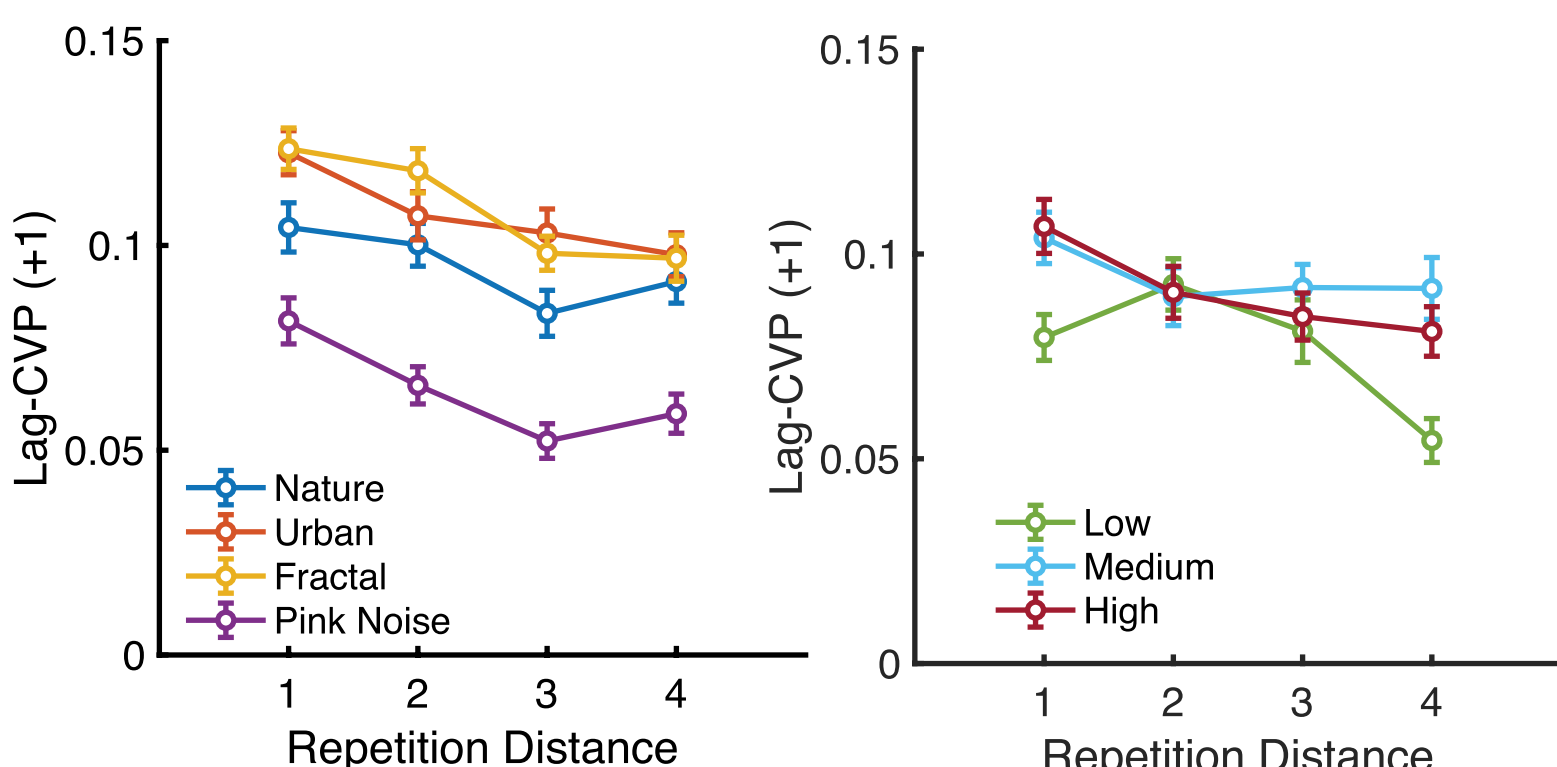 0.15
0.1
0.05
0
Lag-CVP (+1)
Nature
Urban
Fractal
Pink Noise
1 2 3 4
Repetition Distance
0.15
0.1
0.05
0
Lag-CVP (+1)
Low
Medium
High
1 2 3 4
Repetition Distance